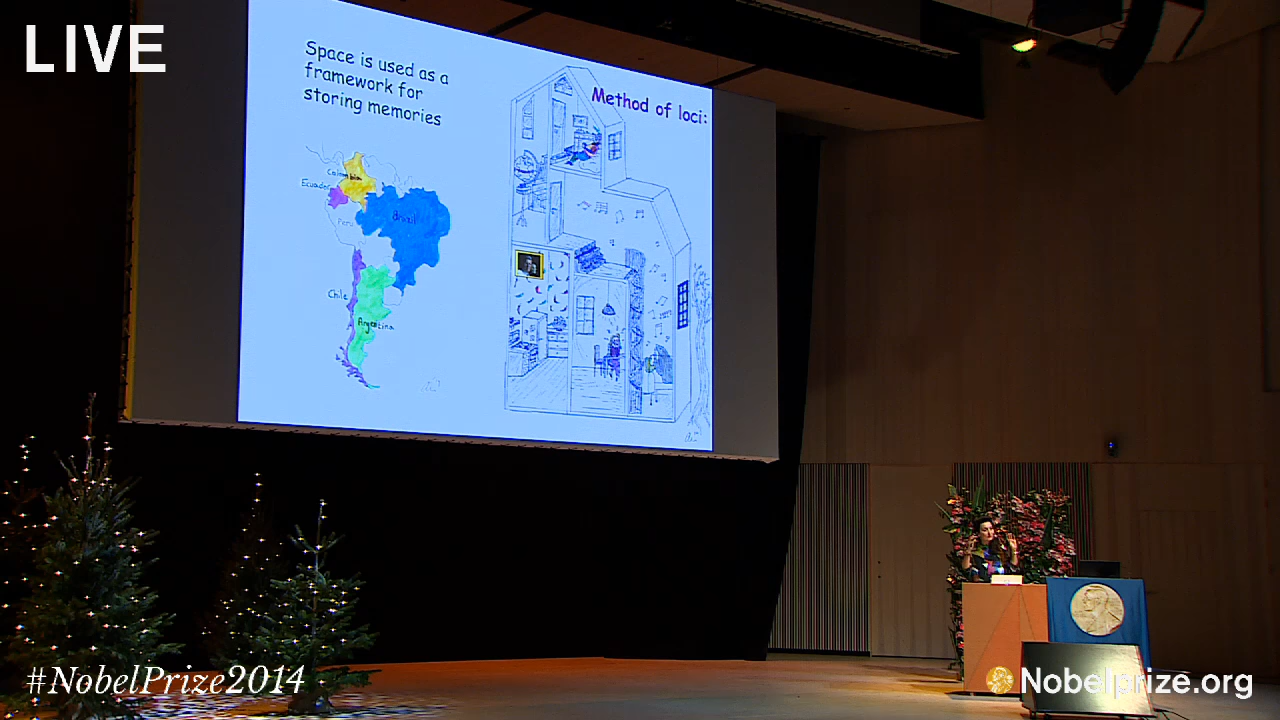 LIVE
Space is used as a
framework for
storing memories
Method of loci:
Colombia
Ecuador
Peru
Brazil
Chile
Argentina
#NobelPrize2014
Nobelprize.org